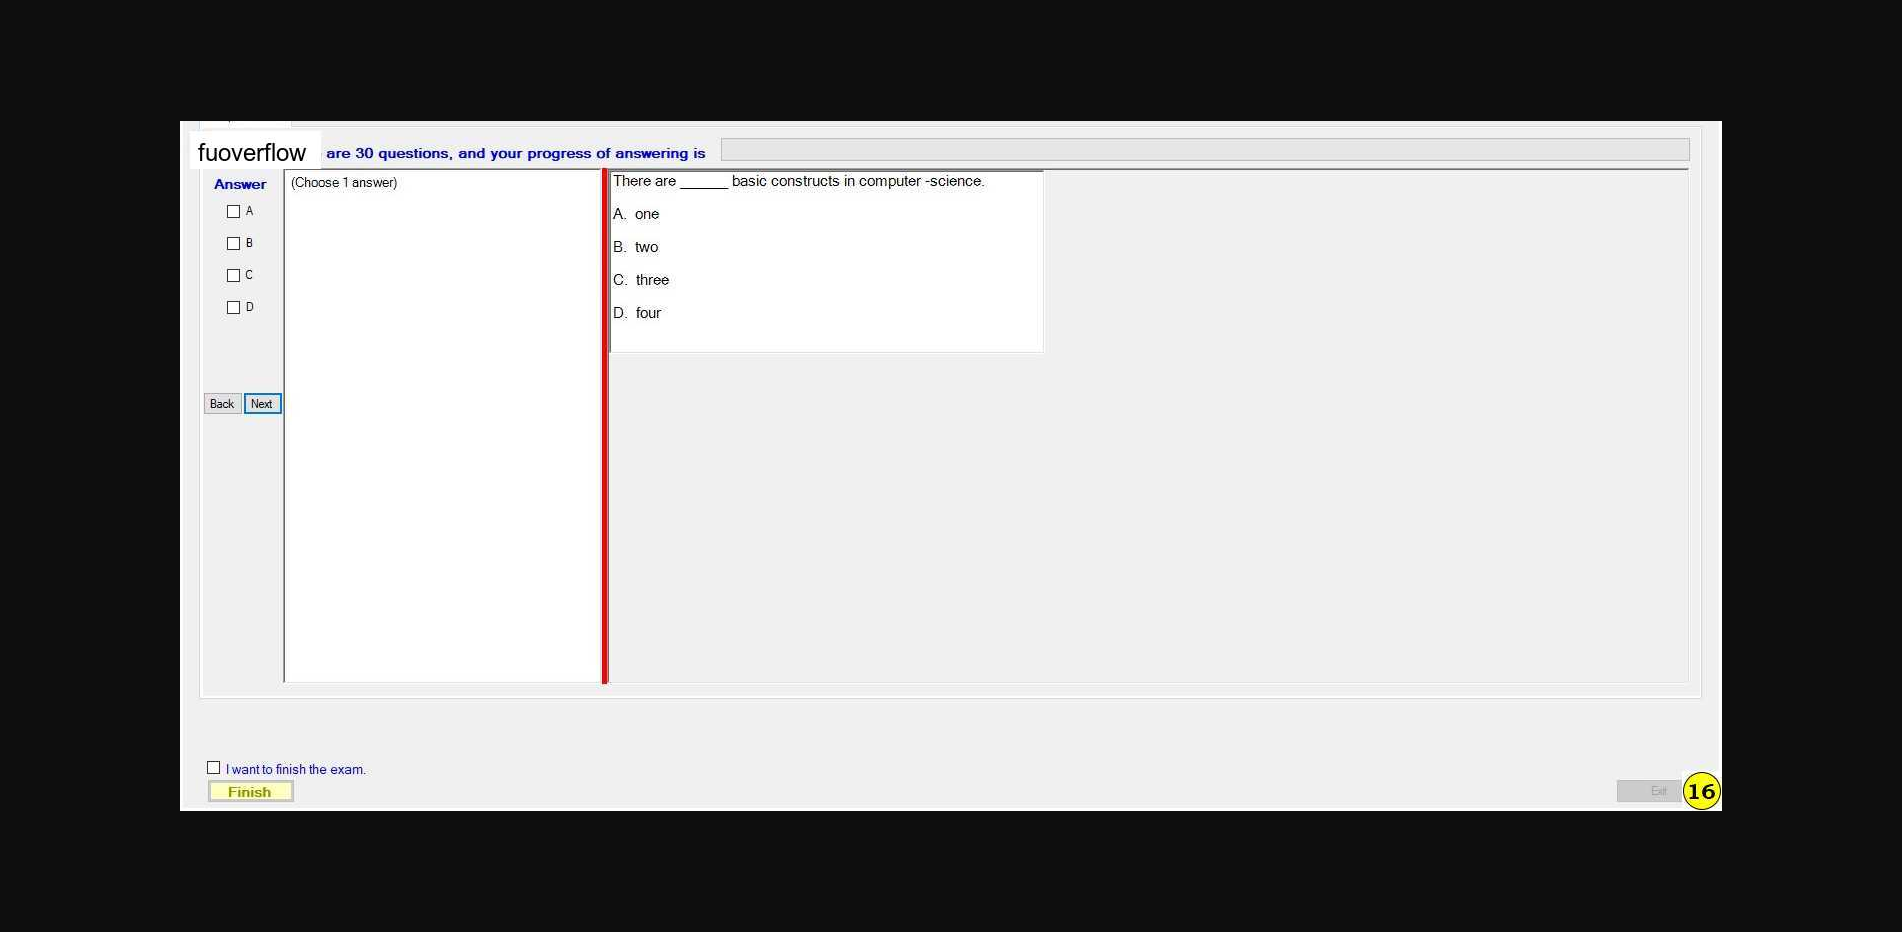 fuoverflow are 30 questions, and your progress of answering is
Answer
(Choose 1 answer)
A
B
C
D
Back Next
There are ______ basic constructs in computer -science.
A. one
B. two
C. three
D. four
I want to finish the exam.
Finish
Exit
16